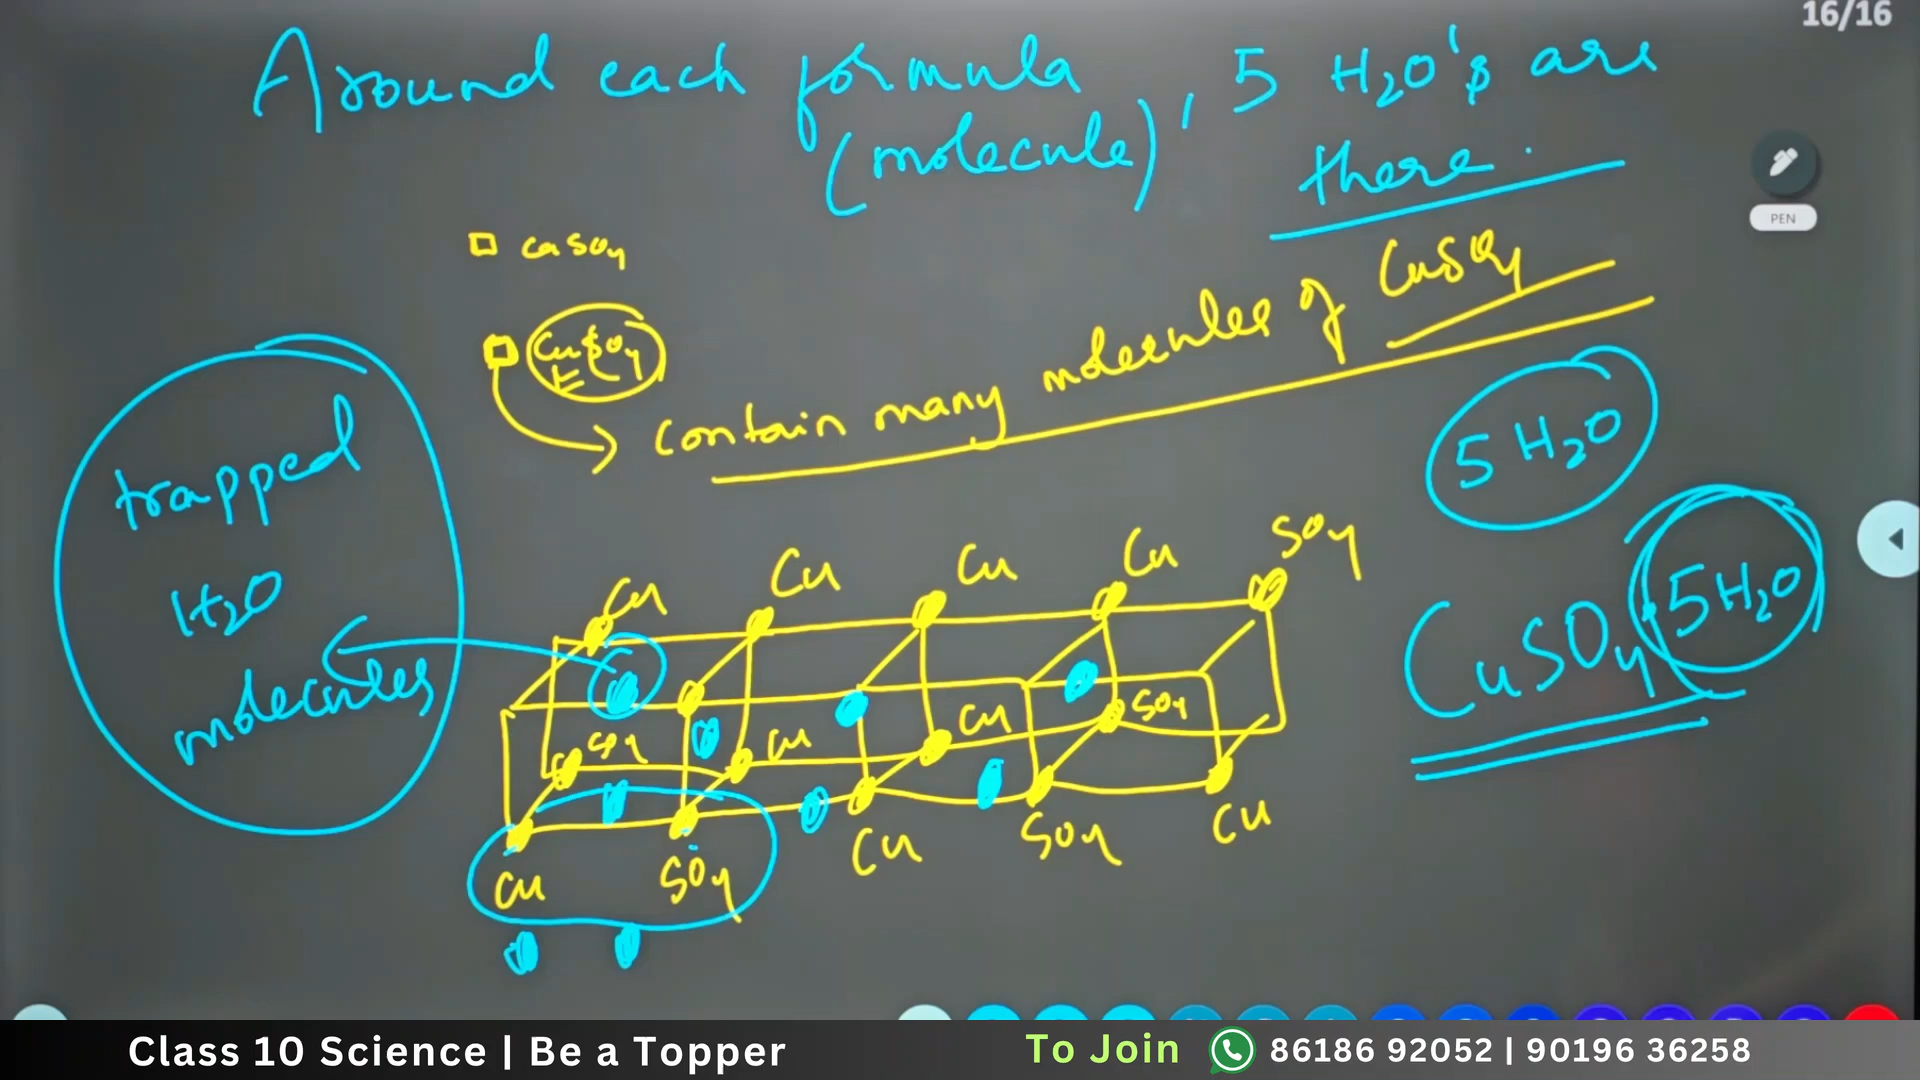 16/16
Around each formula (molecule), 5 H2O's are there.
PEN
CaSO4
CuSO4
contain many molecules of CuSO4
5 H2O
trapped
H2O
molecules
Cu Cu Cu Cu SO4
CuSO4.5H2O
SO4 Cu Cu SO4
Cu SO4 Cu SO4 Cu
Class 10 Science | Be a Topper
To Join 86186 92052 | 90196 36258